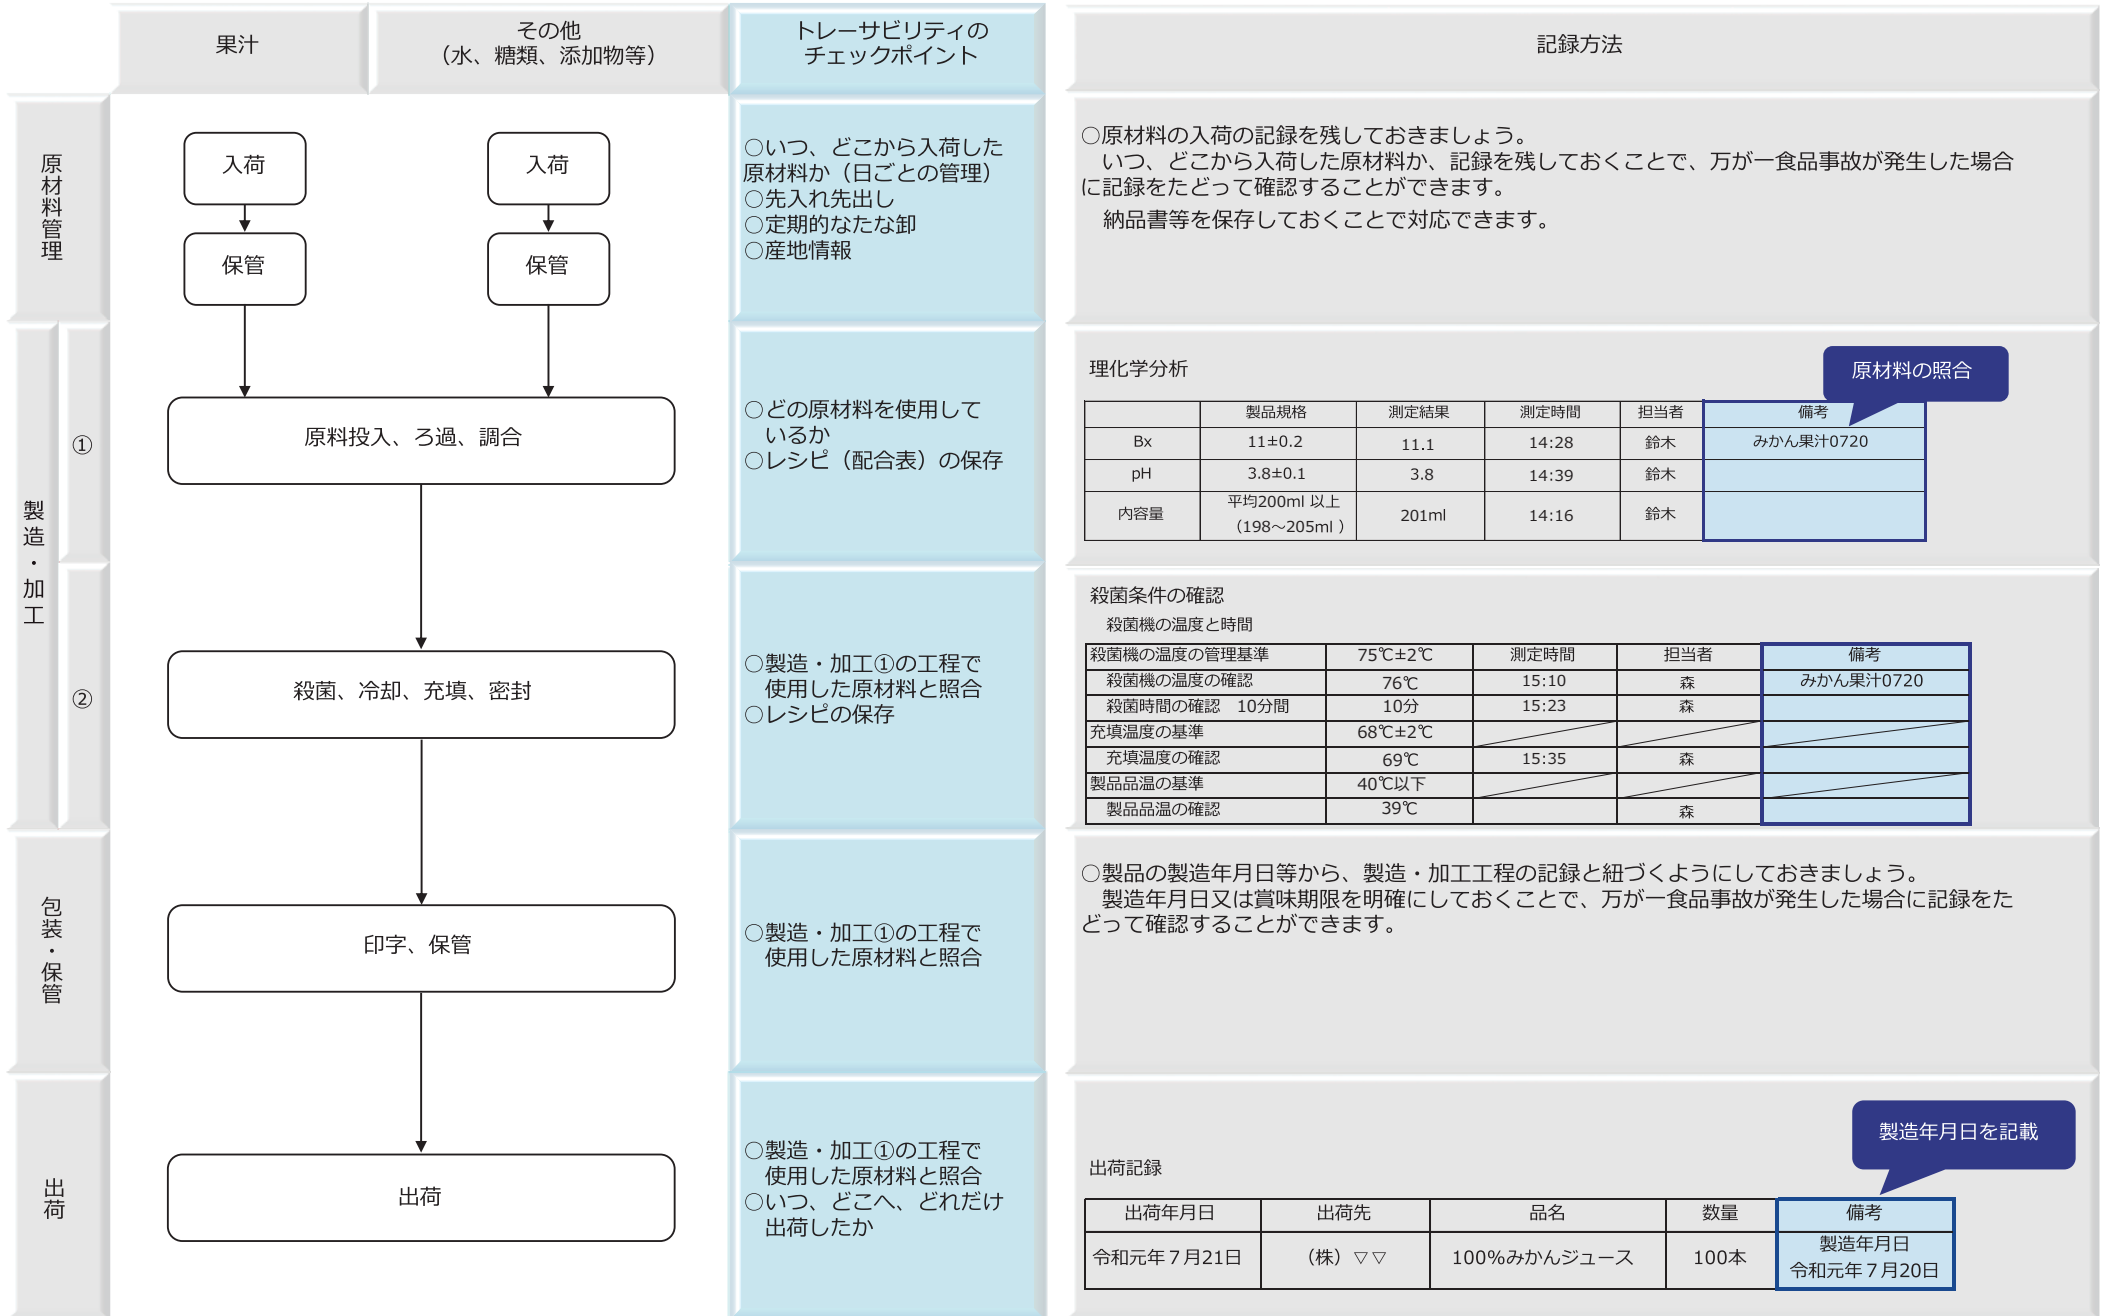 果汁
その他
（水、糖類、添加物等）
トレーサビリティの
チェックポイント
記録方法
原材料管理
入荷
入荷
保管
保管
○いつ、どこから入荷した
原材料か（日ごとの管理）
○先入れ先出し
○定期的なたな卸
○産地情報
○原材料の入荷の記録を残しておきましょう。
いつ、どこから入荷した原材料か、記録を残しておくことで、万が一食品事故が発生した場合
に記録をたどって確認することができます。
納品書等を保存しておくことで対応できます。
製造・加工
①
原料投入、ろ過、調合
○どの原材料を使用して
いるか
○レシピ（配合表）の保存
理化学分析
原材料の照合
製品規格 測定結果 測定時間 担当者 備考
Bx 11±0.2 11.1 14:28 鈴木 みかん果汁0720
pH 3.8±0.1 3.8 14:39 鈴木
内容量 平均200ml 以上 201ml 14:16 鈴木
（198～205ml ）
②
殺菌、冷却、充填、密封
○製造・加工①の工程で
使用した原材料と照合
○レシピの保存
殺菌条件の確認
殺菌機の温度と時間
殺菌機の温度の管理基準 75℃±2℃ 測定時間 担当者 備考
殺菌機の温度の確認 76℃ 15:10 森 みかん果汁0720
殺菌時間の確認　10分間 10分 15:23 森
充填温度の基準 68℃±2℃
充填温度の確認 69℃ 15:35 森
製品品温の基準 40℃以下
製品品温の確認 39℃ 森
包装・保管
印字、保管
○製造・加工①の工程で
使用した原材料と照合
○製品の製造年月日等から、製造・加工工程の記録と紐づくようにしておきましょう。
製造年月日又は賞味期限を明確にしておくことで、万が一食品事故が発生した場合に記録をた
どって確認することができます。
出荷
出荷
○製造・加工①の工程で
使用した原材料と照合
○いつ、どこへ、どれだけ
出荷したか
製造年月日を記載
出荷記録
出荷年月日 出荷先 品名 数量 備考
令和元年７月21日 （株）▽▽ 100%みかんジュース 100本 製造年月日
令和元年７月20日